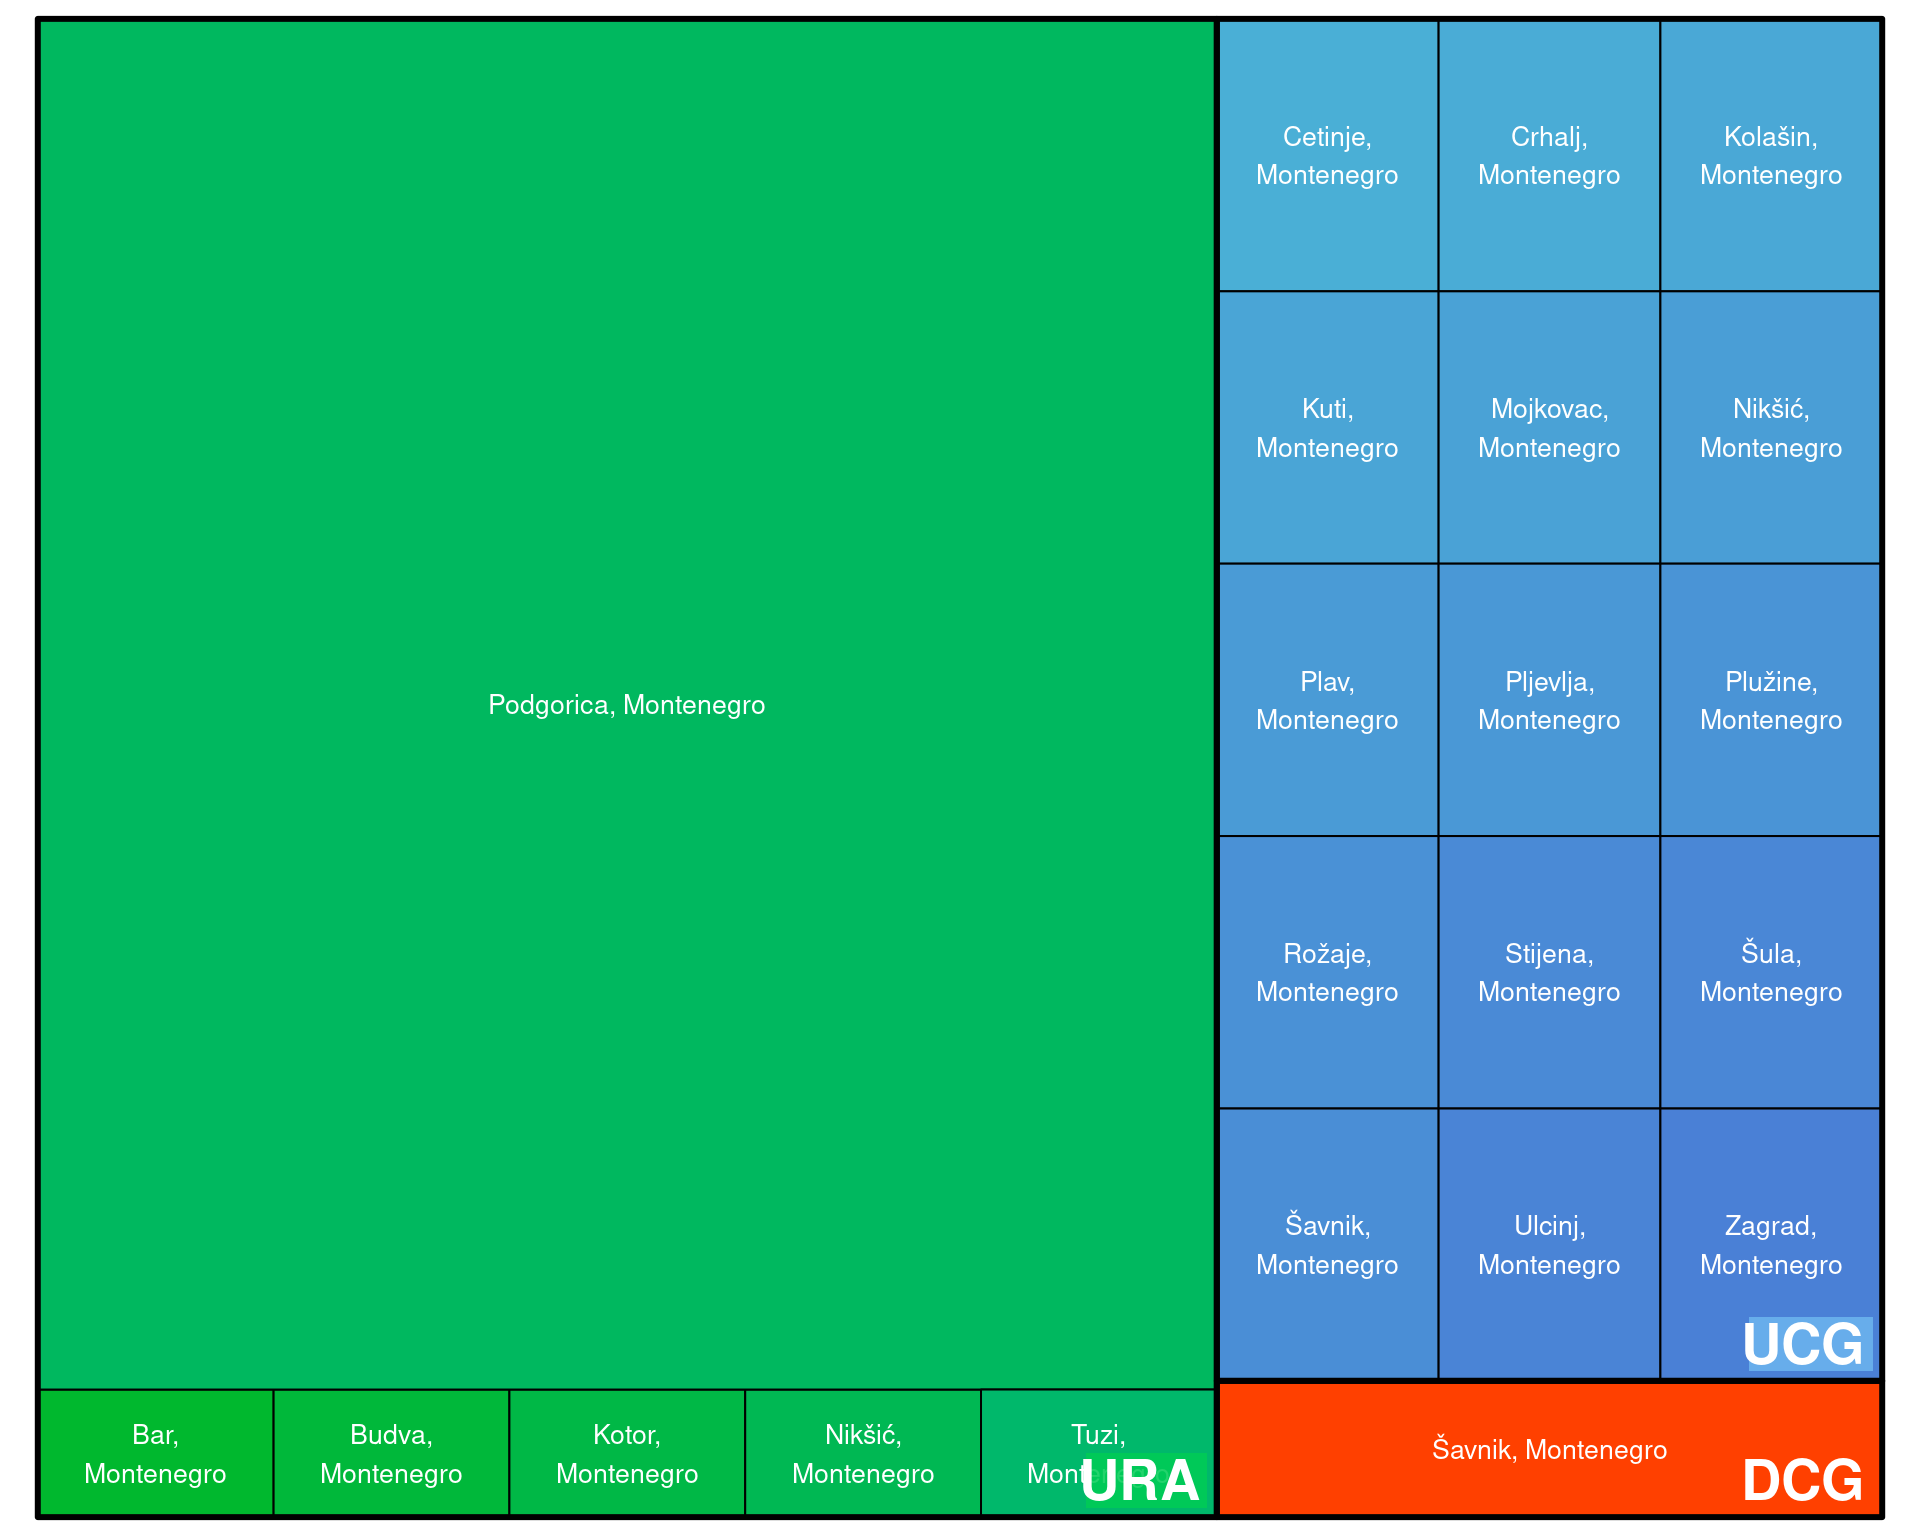 Podgorica, Montenegro
Bar,
Montenegro
Budva,
Montenegro
Kotor,
Montenegro
Nikšić,
Montenegro
Tuzi,
Montenegro
URA
Cetinje,
Montenegro
Crhalj,
Montenegro
Kolašin,
Montenegro
Kuti,
Montenegro
Mojkovac,
Montenegro
Nikšić,
Montenegro
Plav,
Montenegro
Pljevlja,
Montenegro
Plužine,
Montenegro
Rožaje,
Montenegro
Stijena,
Montenegro
Šula,
Montenegro
Šavnik,
Montenegro
Ulcinj,
Montenegro
Zagrad,
Montenegro
UCG
Šavnik, Montenegro
DCG